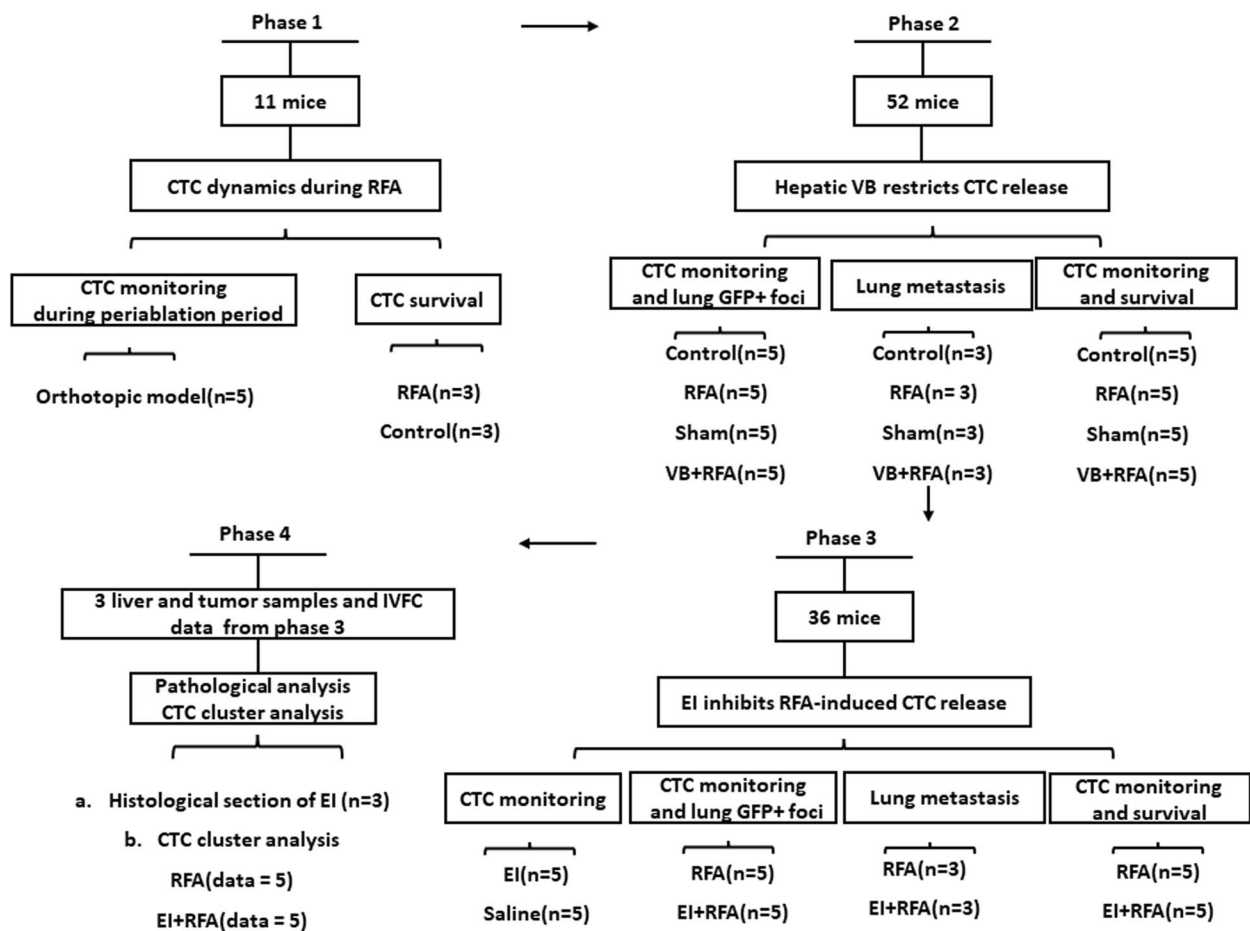 Phase 1
11 mice
CTC dynamics during RFA
CTC monitoring
during periablation period
Orthotopic model(n=5)
CTC survival
RFA(n=3)
Control(n=3)
Phase 2
52 mice
Hepatic VB restricts CTC release
CTC monitoring
and lung GFP+ foci
Control(n=5)
RFA(n=5)
Sham(n=5)
VB+RFA(n=5)
Lung metastasis
Control(n=3)
RFA(n= 3)
Sham(n=3)
VB+RFA(n=3)
CTC monitoring
and survival
Control(n=5)
RFA(n=5)
Sham(n=5)
VB+RFA(n=5)
Phase 3
36 mice
EI inhibits RFA-induced CTC release
CTC monitoring
EI(n=5)
Saline(n=5)
CTC monitoring
and lung GFP+ foci
RFA(n=5)
EI+RFA(n=5)
Lung metastasis
RFA(n=3)
EI+RFA(n=3)
CTC monitoring
and survival
RFA(n=5)
EI+RFA(n=5)
Phase 4
3 liver and tumor samples and IVFC
data from phase 3
Pathological analysis
CTC cluster analysis
a. Histological section of EI (n=3)
b. CTC cluster analysis
RFA(data = 5)
EI+RFA(data = 5)